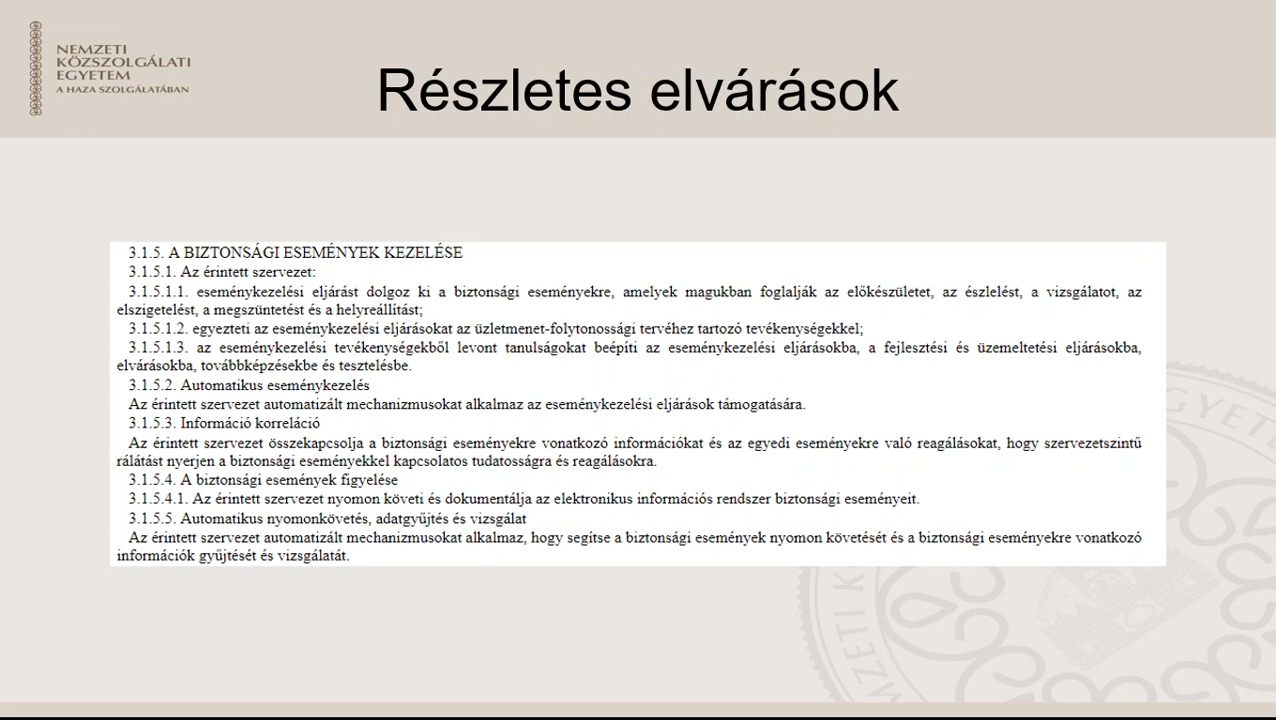 NEMZETI
KÖZSZOLGÁLATI
EGYETEM
A HAZA SZOLGÁLATÁBAN
Részletes elvárások
3.1.5. A BIZTONSÁGI ESEMÉNYEK KEZELÉSE
3.1.5.1. Az érintett szervezet:
3.1.5.1.1. eseménykezelési eljárást dolgoz ki a biztonsági eseményekre, amelyek magukban foglalják az előkészületet, az észlelést, a vizsgálatot, az
elszigetelést, a megszüntetést és a helyreállítást;
3.1.5.1.2. egyezteti az eseménykezelési eljárásokat az üzletmenet-folytonossági tervéhez tartozó tevékenységekkel;
3.1.5.1.3. az eseménykezelési tevékenységekből levont tanulságokat beépíti az eseménykezelési eljárásokba, a fejlesztési és üzemeltetési eljárásokba,
elvárásokba, továbbképzésekbe és tesztelésbe.
3.1.5.2. Automatikus eseménykezelés
Az érintett szervezet automatizált mechanizmusokat alkalmaz az eseménykezelési eljárások támogatására.
3.1.5.3. Információ korreláció
Az érintett szervezet összekapcsolja a biztonsági eseményekre vonatkozó információkat és az egyedi eseményekre való reagálásokat, hogy szervezetszintű
rálátást nyerjen a biztonsági eseményekkel kapcsolatos tudatosságra és reagálásokra.
3.1.5.4. A biztonsági események figyelése
3.1.5.4.1. Az érintett szervezet nyomon követi és dokumentálja az elektronikus információs rendszer biztonsági eseményeit.
3.1.5.5. Automatikus nyomonkövetés, adatgyűjtés és vizsgálat
Az érintett szervezet automatizált mechanizmusokat alkalmaz, hogy segítse a biztonsági események nyomon követését és a biztonsági eseményekre vonatkozó
információk gyűjtését és vizsgálatát.